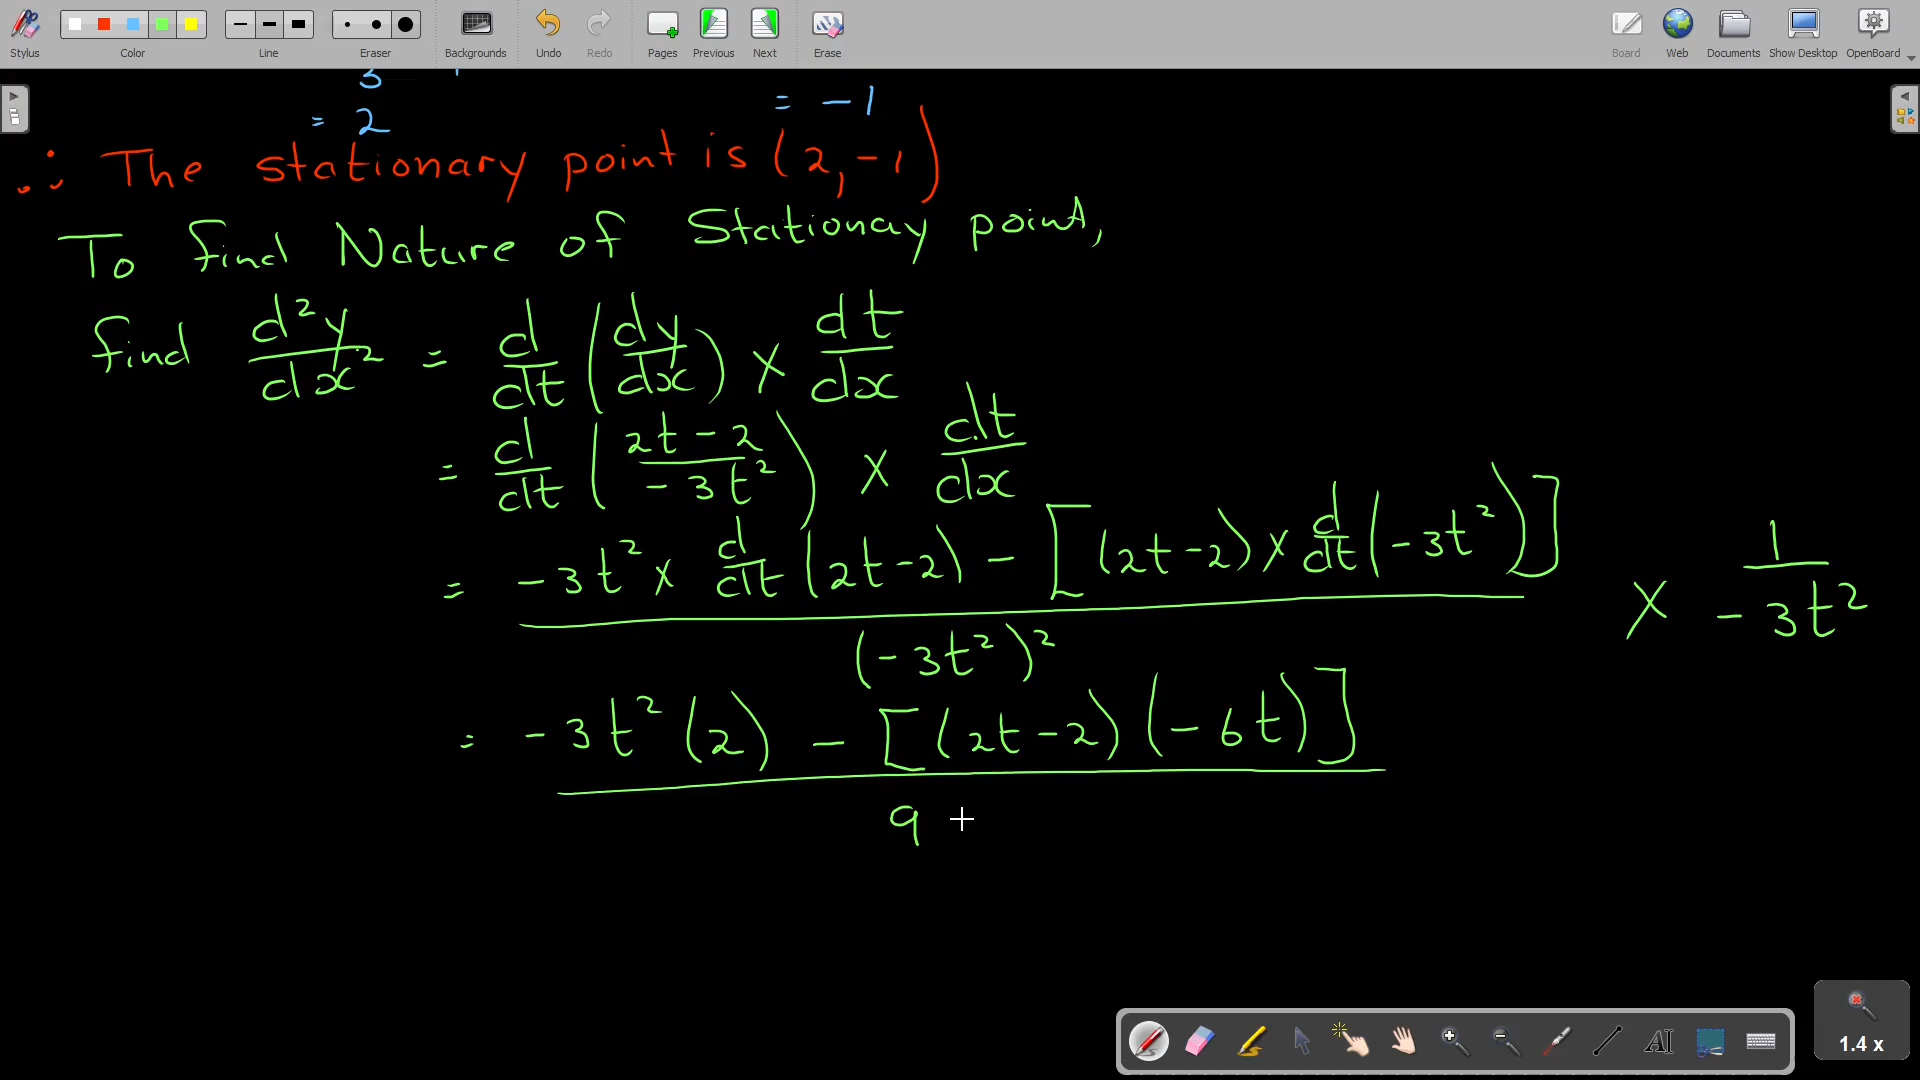 Stylus Color Line Eraser Backgrounds Undo Redo Pages Previous Next Erase Board Web Documents Show Desktop OpenBoard
= 2 = -1
∴ The stationary point is (2, -1)
To find Nature of Stationay point,
find d²y/dx² = d/dt (dy/dx) × dt/dx
= d/dt ((2t - 2)/(-3t²)) × dt/dx
= (-3t² × d/dt (2t-2) - [(2t-2) × d/dt (-3t²)])/(-3t²)² × 1/(-3t²)
= (-3t² (2) - [(2t-2)(-6t)])/9
1.4 x